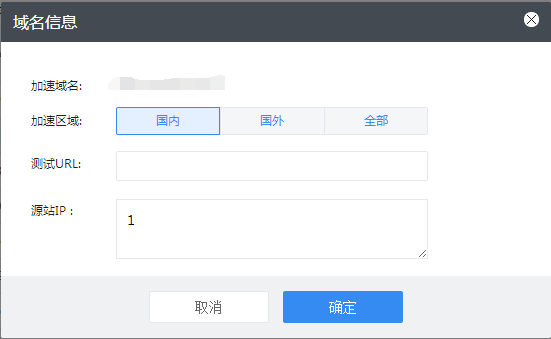 域名信息
加速域名:
加速区域: 国内 国外 全部
测试URL:
源站IP： 1
取消 确定